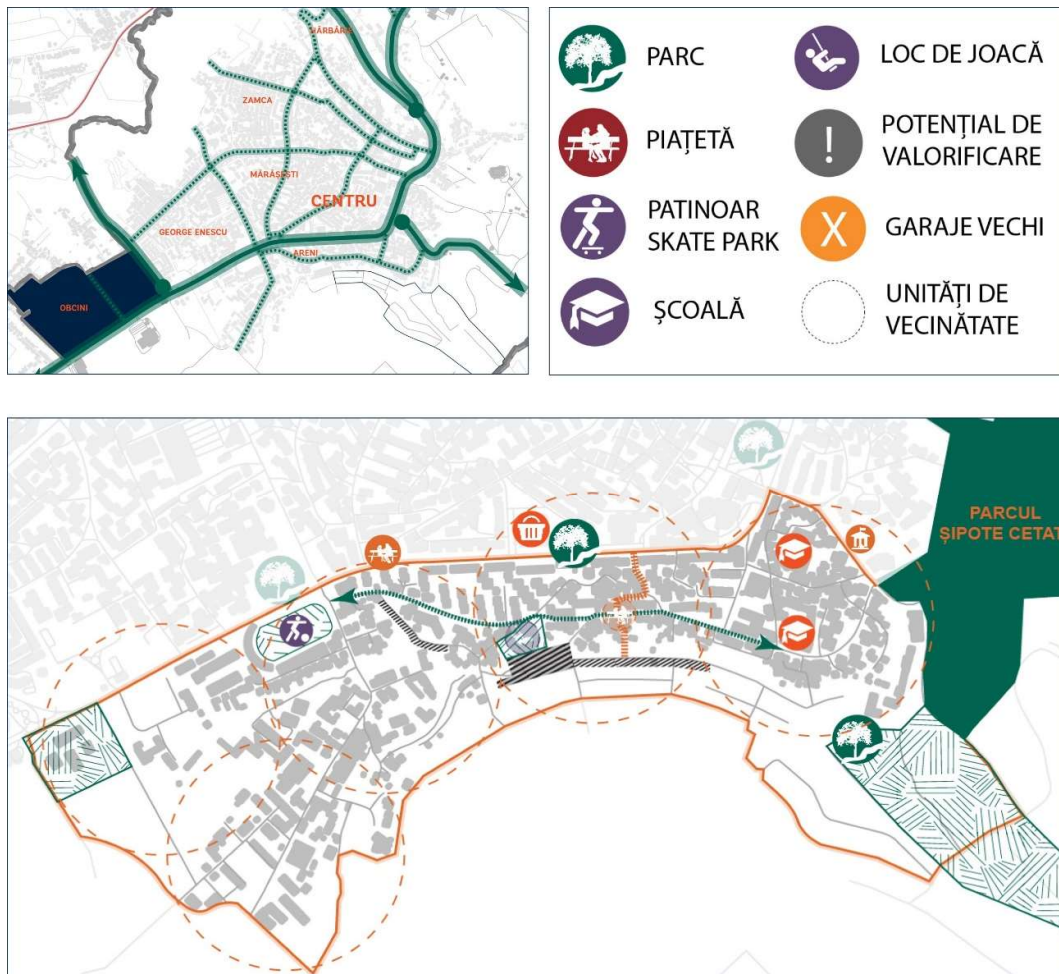 BĂRBĂRIA
ZAMCA
MĂRĂȘEȘTI
CENTRU
GEORGE ENESCU
ARENI
OBCINI
PARC
LOC DE JOACĂ
PIAȚETĂ
POTENȚIAL DE
VALORIFICARE
PATINOAR
SKATE PARK
GARAJE VECHI
ȘCOALĂ
UNITĂȚI DE
VECINĂTATE
PARCUL
ȘIPOTE CETAT